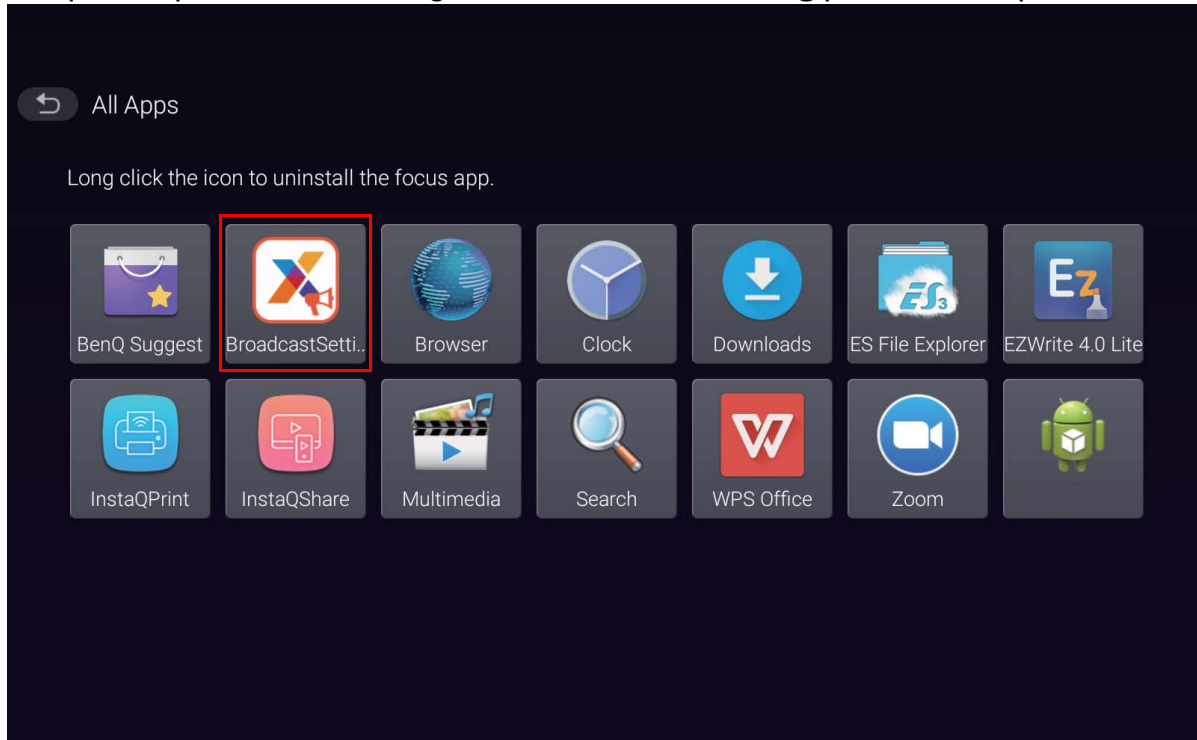 All Apps
Long click the icon to uninstall the focus app.
BenQ Suggest
BroadcastSetti..
Browser
Clock
Downloads
ES File Explorer
EZWrite 4.0 Lite
InstaQPrint
InstaQShare
Multimedia
Search
WPS Office
Zoom